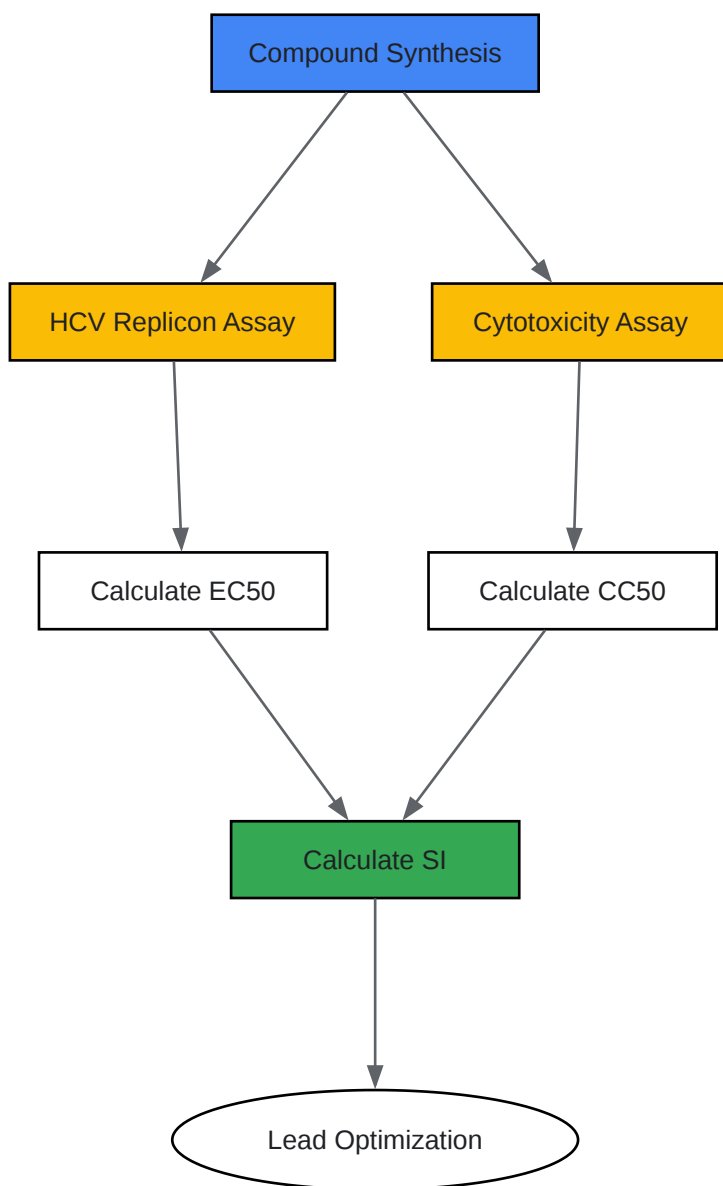 Compound Synthesis
HCV Replicon Assay
Cytotoxicity Assay
Calculate EC50
Calculate CC50
Calculate SI
Lead Optimization